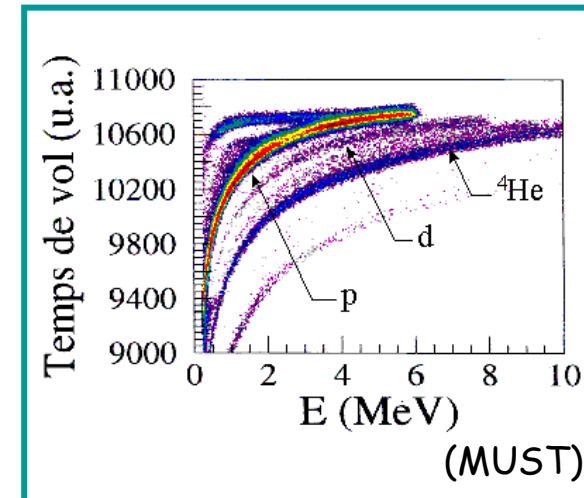 Temps de vol (u.a.)
11000
10600
10200
9800
9400
9000
0 2 4 6 8 10
E (MeV)
p
d
⁴He
(MUST)